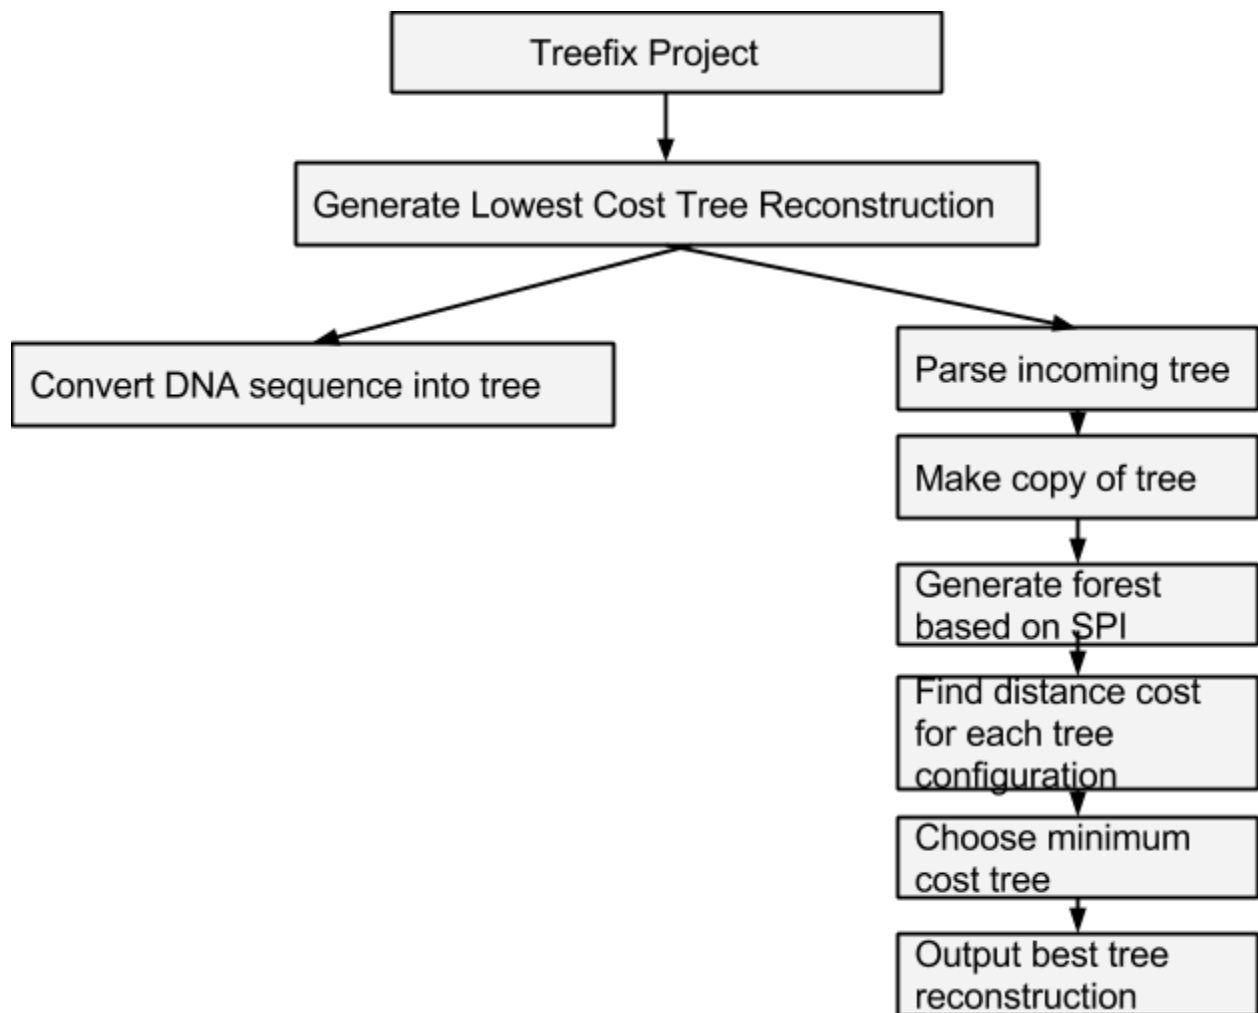 Treefix Project
Generate Lowest Cost Tree Reconstruction
Convert DNA sequence into tree
Parse incoming tree
Make copy of tree
Generate forest
based on SPI
Find distance cost
for each tree
configuration
Choose minimum
cost tree
Output best tree
reconstruction